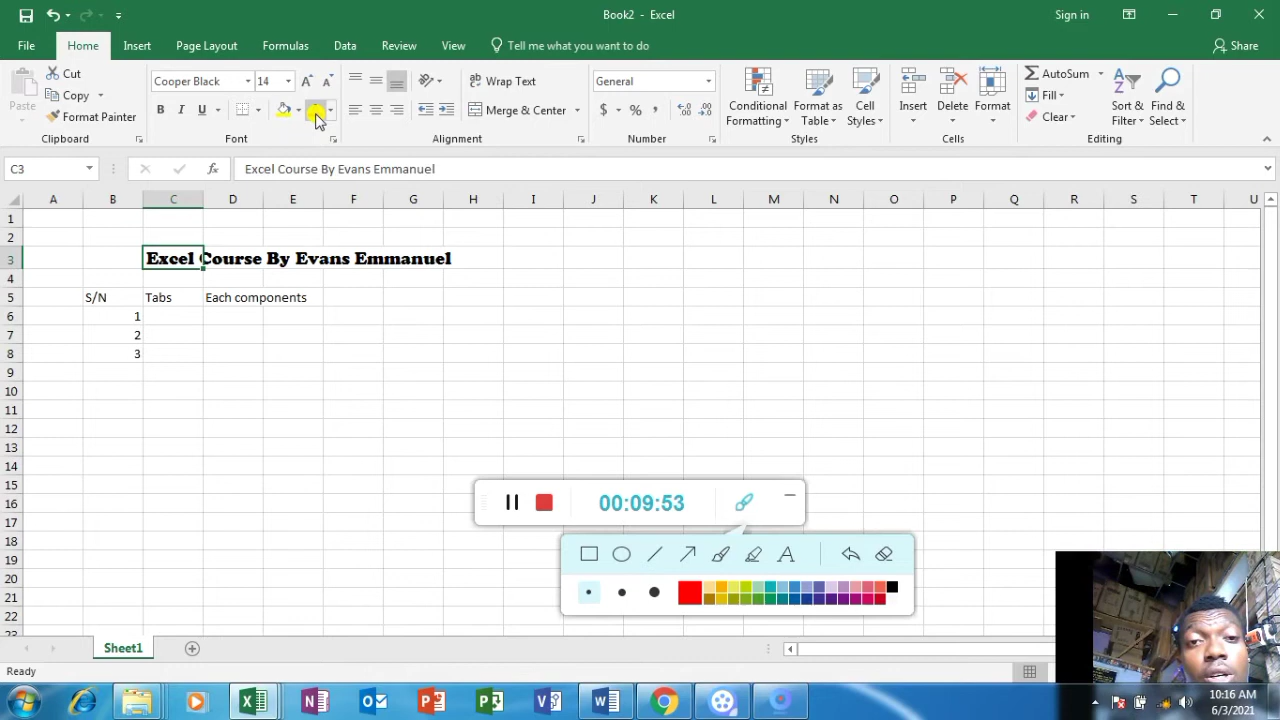 Book2 - Excel
Sign in
File Home Insert Page Layout Formulas Data Review View Tell me what you want to do Share
Cut
Copy
Format Painter
Paste
Clipboard
Cooper Black 14
B I U
Font
Wrap Text
Merge & Center
Alignment
General
$ % ,
Number
Conditional Formatting
Format as Table
Cell Styles
Styles
Insert
Delete
Format
Cells
AutoSum
Fill
Clear
Sort & Filter
Find & Select
Editing
C3 fx Excel Course By Evans Emmanuel
A B C D E F G H I J K L M N O P Q R S T U
1
2
3 Excel Course By Evans Emmanuel
4
5 S/N Tabs Each components
6 1
7 2
8 3
9
10
11
12
13
14
15
16
17
18
19
20
21
22
23
00:09:53
A
Sheet1
Ready
10:16 AM
6/3/2021